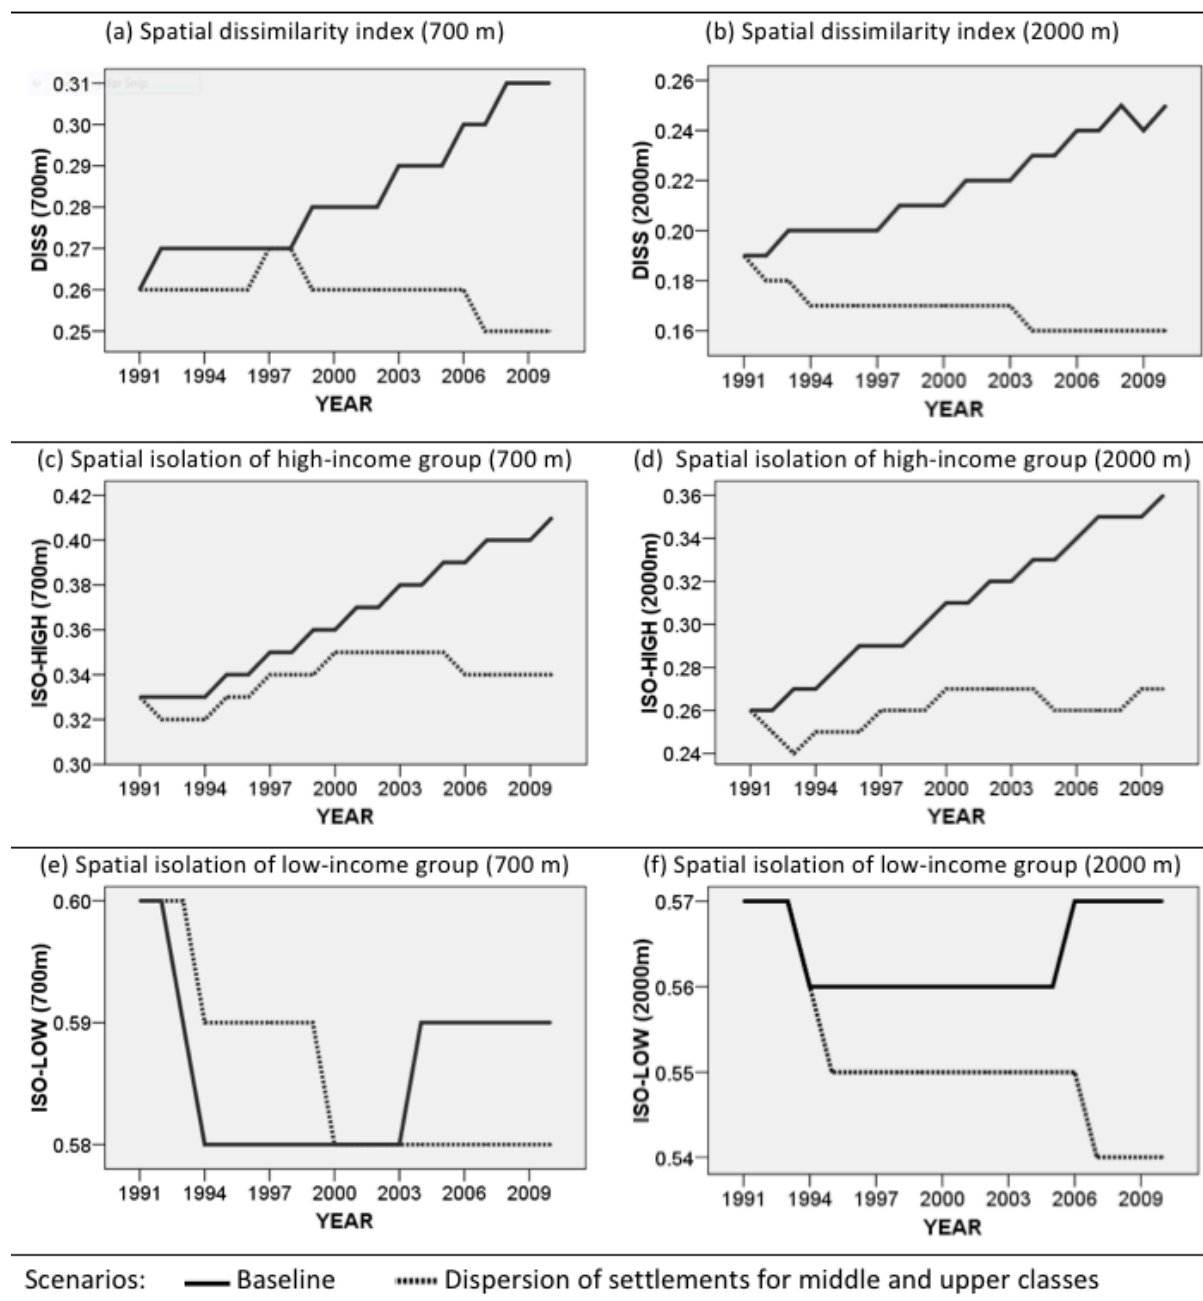 (a) Spatial dissimilarity index (700 m)
0.31
0.30
0.29
0.28
0.27
0.26
0.25
DISS (700m)
1991 1994 1997 2000 2003 2006 2009
YEAR
(b) Spatial dissimilarity index (2000 m)
0.26
0.24
0.22
0.20
0.18
0.16
DISS (2000m)
1991 1994 1997 2000 2003 2006 2009
YEAR
(c) Spatial isolation of high-income group (700 m)
0.42
0.40
0.38
0.36
0.34
0.32
0.30
ISO-HIGH (700m)
1991 1994 1997 2000 2003 2006 2009
YEAR
(d) Spatial isolation of high-income group (2000 m)
0.36
0.34
0.32
0.30
0.28
0.26
0.24
ISO-HIGH (2000m)
1991 1994 1997 2000 2003 2006 2009
YEAR
(e) Spatial isolation of low-income group (700 m)
0.60
0.59
0.58
ISO-LOW (700m)
1991 1994 1997 2000 2003 2006 2009
YEAR
(f) Spatial isolation of low-income group (2000 m)
0.57
0.56
0.55
0.54
ISO-LOW (2000m)
1991 1994 1997 2000 2003 2006 2009
YEAR
Scenarios: Baseline Dispersion of settlements for middle and upper classes